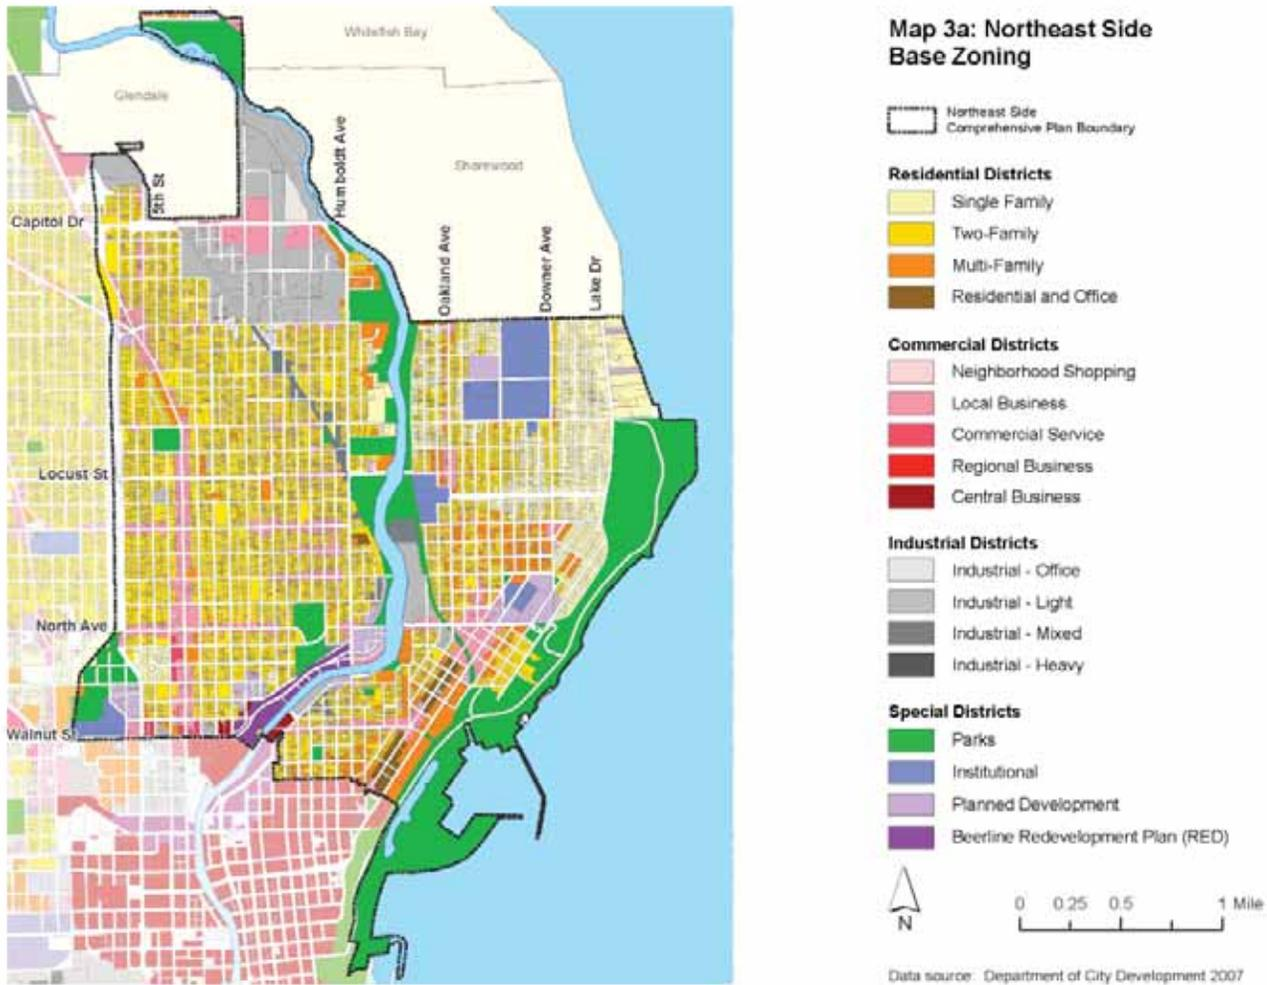 Whitefish Bay
Glendale
Shorewood
Humboldt Ave
5th St
Capitol Dr
Oakland Ave
Downer Ave
Lake Dr
Locust St
North Ave
Walnut S
Map 3a: Northeast Side
Base Zoning
Northeast Side
Comprehensive Plan Boundary
Residential Districts
Single Family
Two-Family
Multi-Family
Residential and Office
Commercial Districts
Neighborhood Shopping
Local Business
Commercial Service
Regional Business
Central Business
Industrial Districts
Industrial - Office
Industrial - Light
Industrial - Mixed
Industrial - Heavy
Special Districts
Parks
Institutional
Planned Development
Beerline Redevelopment Plan (RED)
N
0 0.25 0.5 1 Mile
Data source: Department of City Development 2007